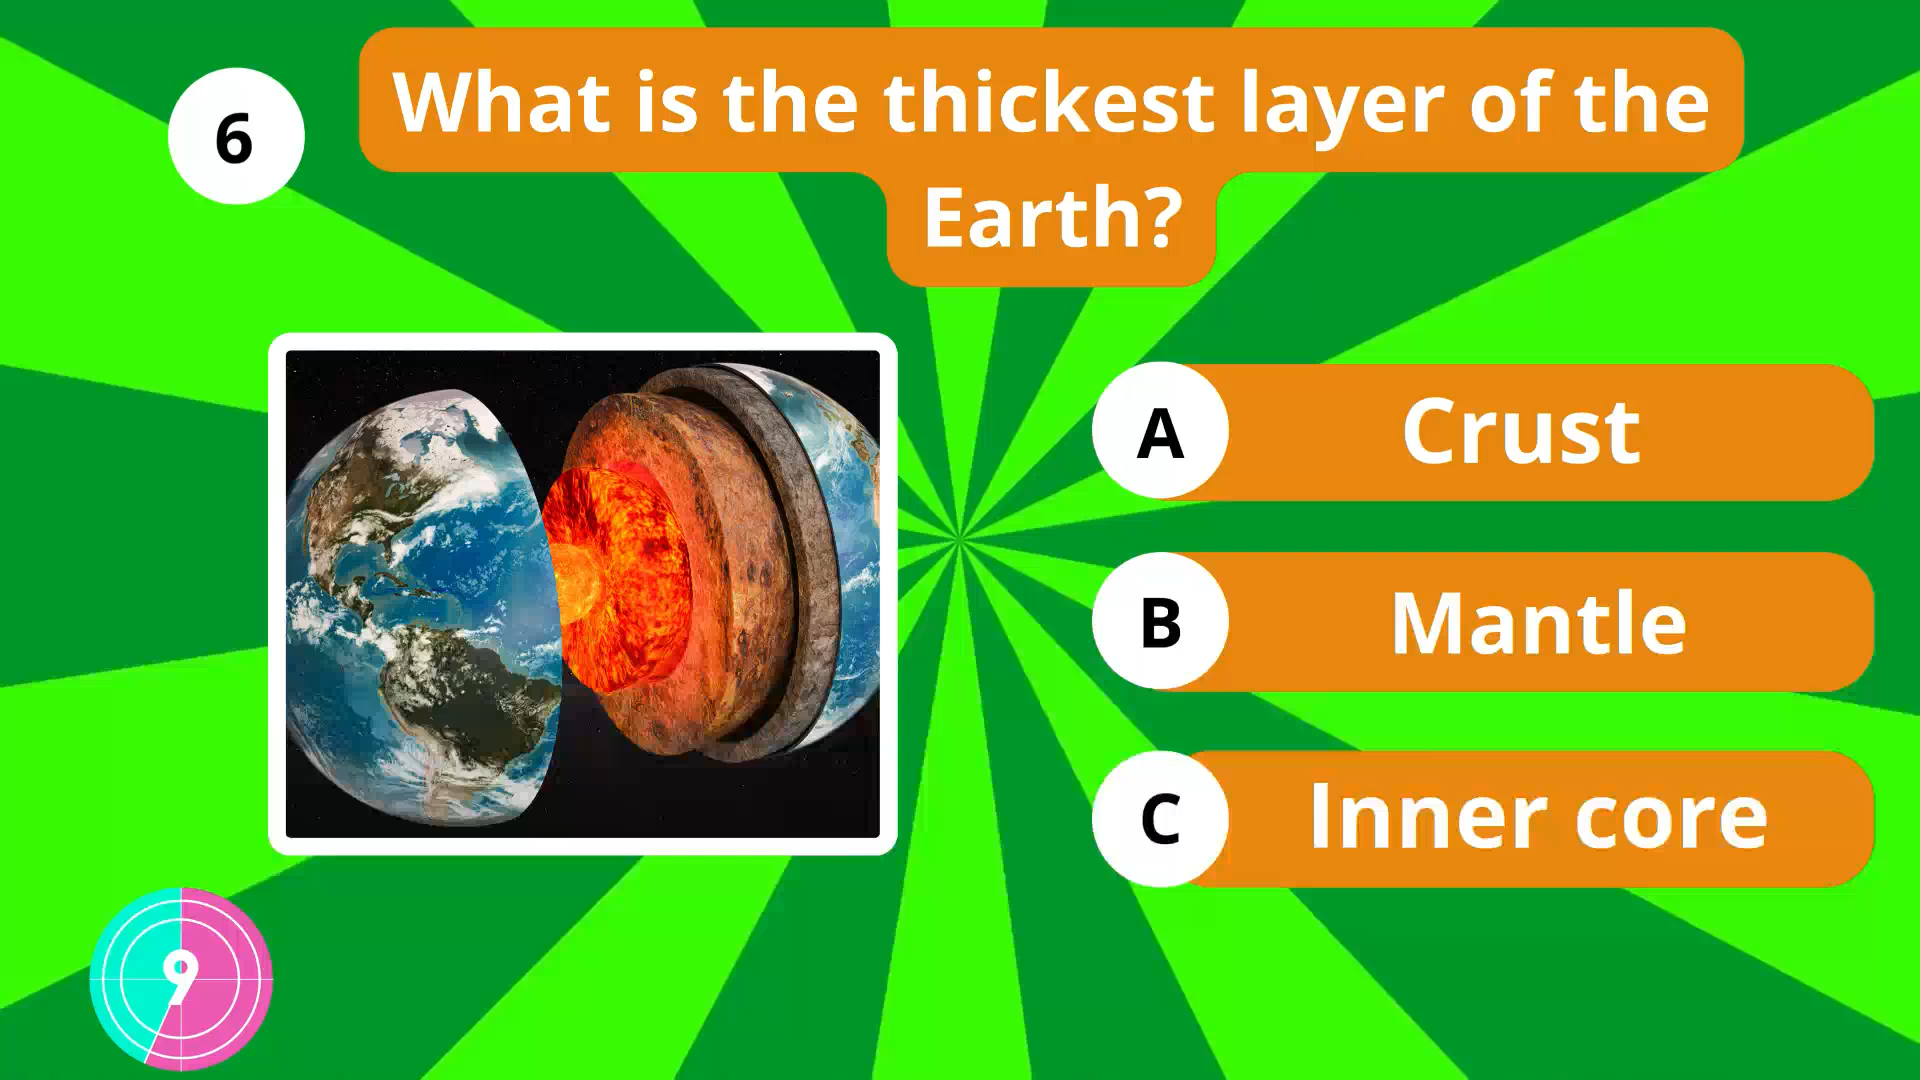 6
What is the thickest layer of the
Earth?
A
Crust
B
Mantle
C
Inner core
9